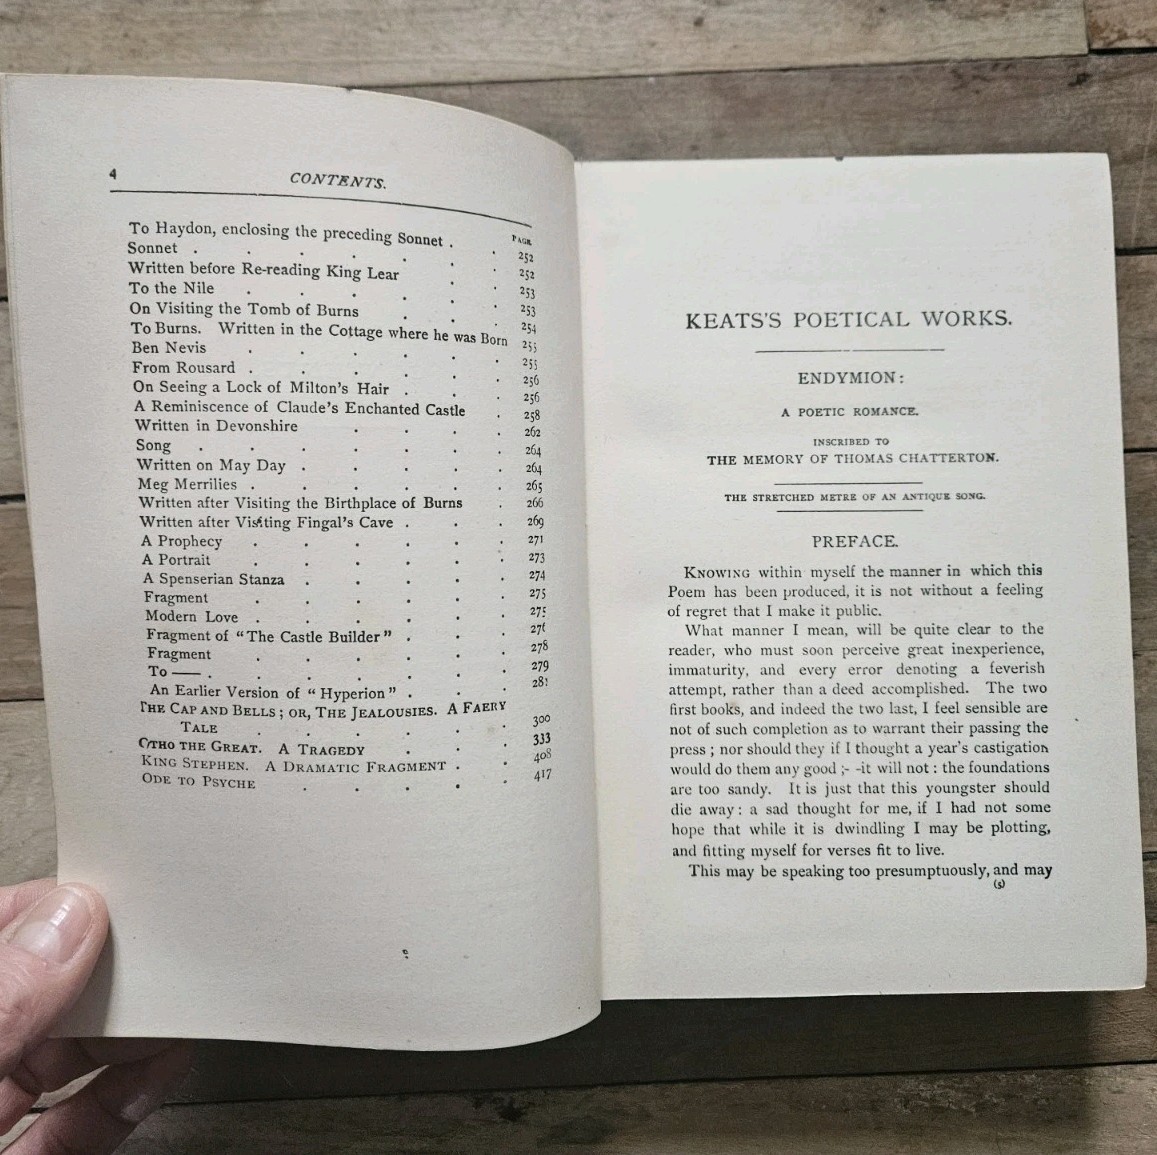 4 CONTENTS.
PAGE
To Haydon, enclosing the preceding Sonnet . . 252
Sonnet . . . . . . . 252
Written before Re-reading King Lear . . 253
To the Nile . . . . . . 253
On Visiting the Tomb of Burns . . . 254
To Burns. Written in the Cottage where he was Born 255
Ben Nevis . . . . . . 255
From Rousard . . . . . . 256
On Seeing a Lock of Milton's Hair . . . 256
A Reminiscence of Claude's Enchanted Castle . 258
Written in Devonshire . . . . 262
Song . . . . . . . 264
Written on May Day . . . . . 264
Meg Merrilies . . . . . . 265
Written after Visiting the Birthplace of Burns . 266
Written after Visiting Fingal's Cave . . . 269
A Prophecy . . . . . . 271
A Portrait . . . . . . 273
A Spenserian Stanza . . . . . 274
Fragment . . . . . . 275
Modern Love . . . . . . 275
Fragment of "The Castle Builder" . . . 276
Fragment . . . . . . 278
To — . . . . . . . 279
An Earlier Version of "Hyperion" . . . 281
THE CAP AND BELLS; OR, THE JEALOUSIES. A FAERY
TALE . . . . . . 300
OTHO THE GREAT. A TRAGEDY . . . 333
KING STEPHEN. A DRAMATIC FRAGMENT . . 408
ODE TO PSYCHE . . . . . 417
KEATS'S POETICAL WORKS.
ENDYMION:
A POETIC ROMANCE.
INSCRIBED TO
THE MEMORY OF THOMAS CHATTERTON.
THE STRETCHED METRE OF AN ANTIQUE SONG.
PREFACE.
KNOWING within myself the manner in which this
Poem has been produced, it is not without a feeling
of regret that I make it public.
What manner I mean, will be quite clear to the
reader, who must soon perceive great inexperience,
immaturity, and every error denoting a feverish
attempt, rather than a deed accomplished. The two
first books, and indeed the two last, I feel sensible are
not of such completion as to warrant their passing the
press; nor should they if I thought a year's castigation
would do them any good;--it will not: the foundations
are too sandy. It is just that this youngster should
die away: a sad thought for me, if I had not some
hope that while it is dwindling I may be plotting,
and fitting myself for verses fit to live.
This may be speaking too presumptuously, and may
(5)